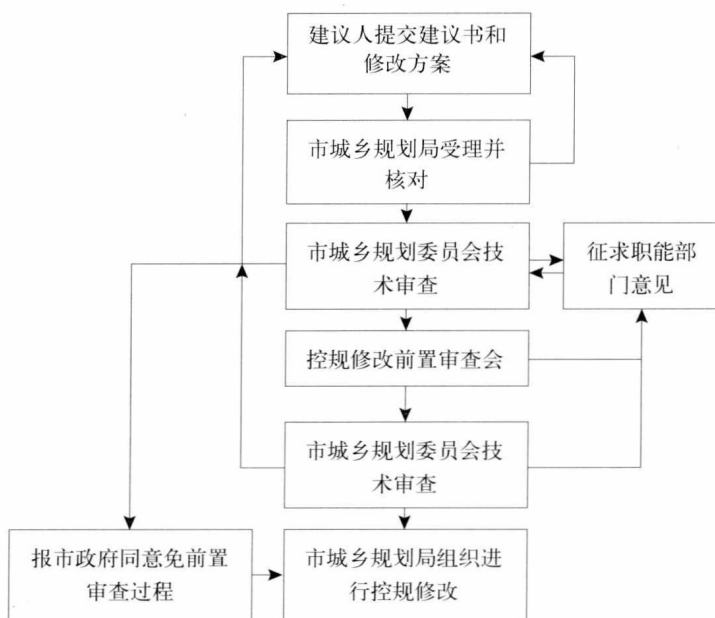 建议人提交建议书和
修改方案
市城乡规划局受理并
核对
市城乡规划委员会技
术审查
征求职能部
门意见
控规修改前置审查会
市城乡规划委员会技
术审查
报市政府同意免前置
审查过程
市城乡规划局组织进
行控规修改